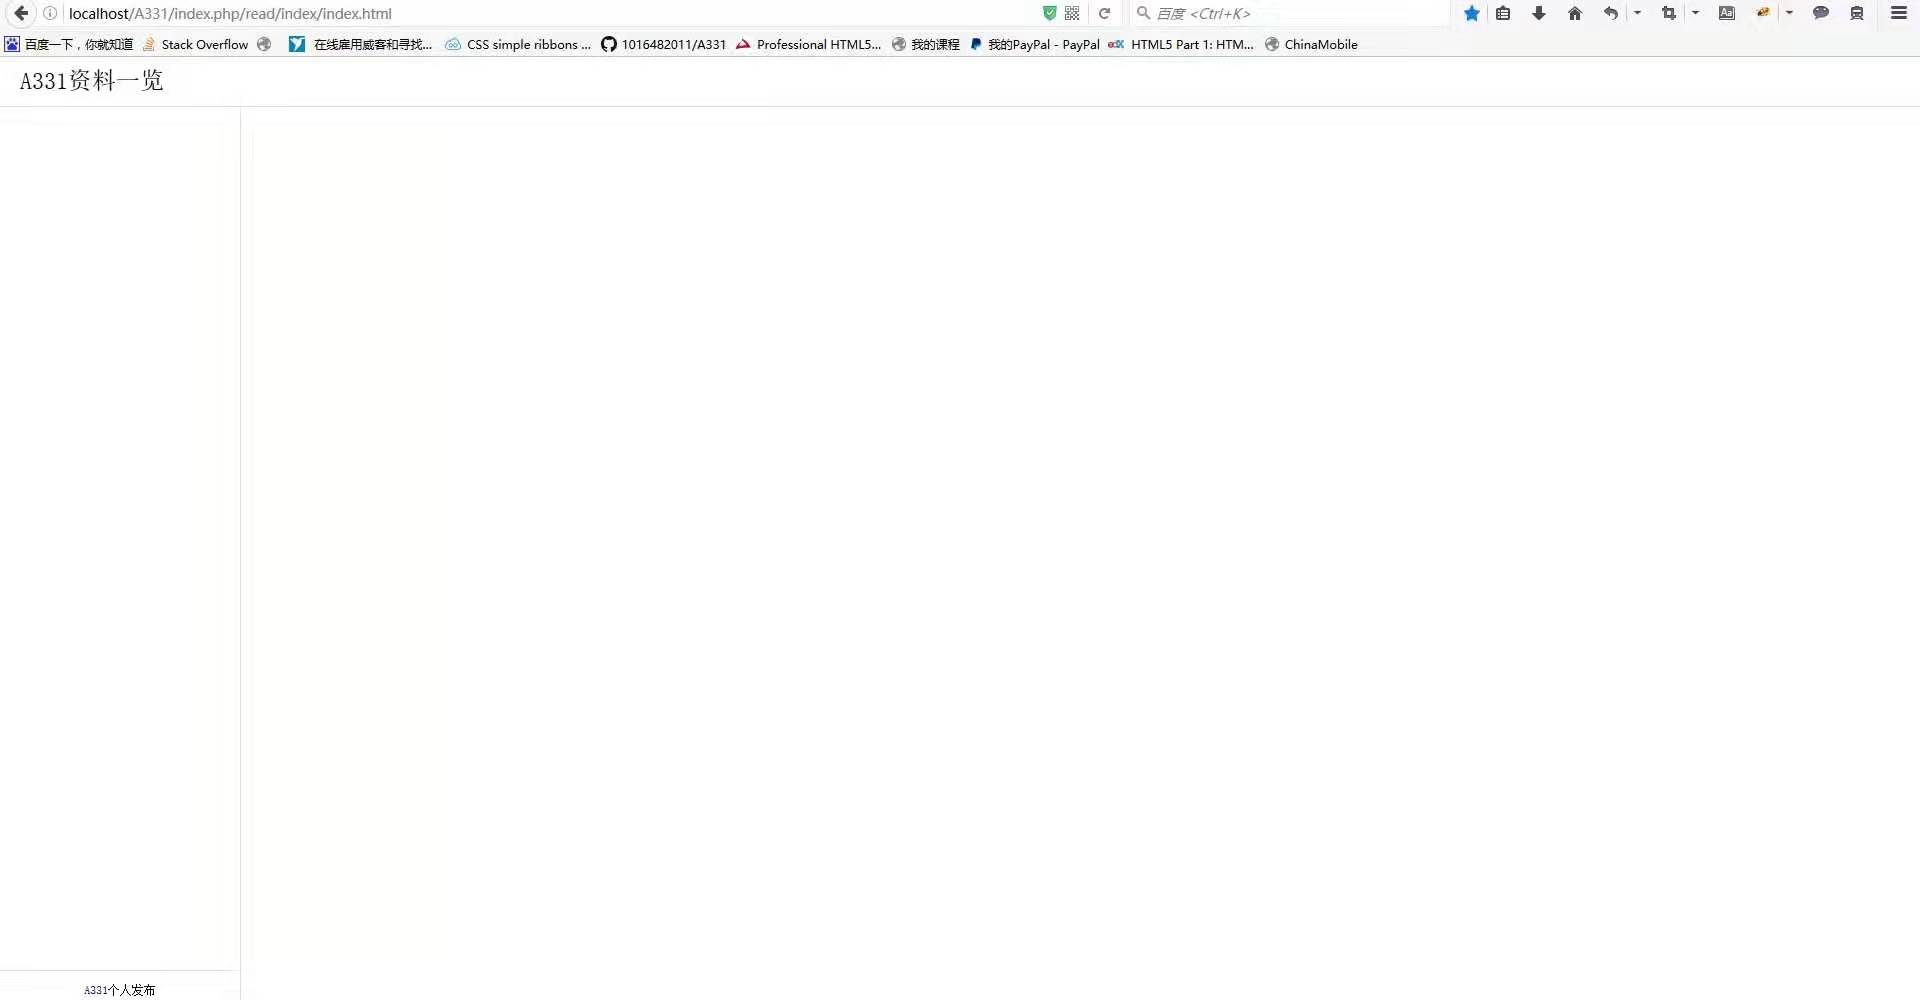 localhost/A331/index.php/read/index/index.html 百度 <Ctrl+K>
百度一下，你就知道 Stack Overflow 在线雇用威客和寻找... CSS simple ribbons ... 1016482011/A331 Professional HTML5... 我的课程 我的PayPal - PayPal HTML5 Part 1: HTM... ChinaMobile
A331资料一览
A331个人发布